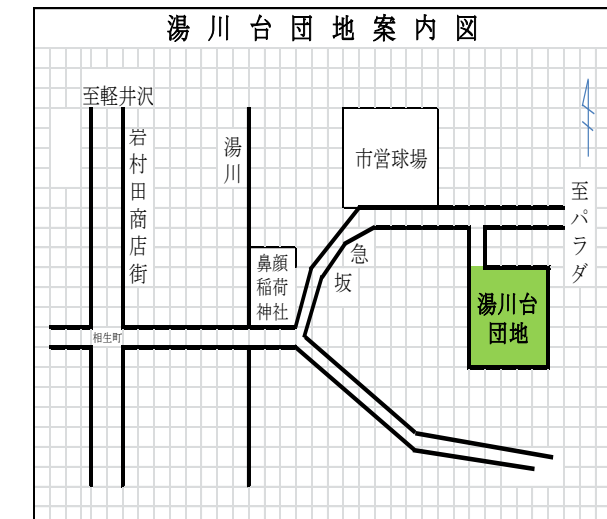 湯川台団地案内図
至軽井沢
岩村田商店街
湯川
市営球場
至パラダ
急坂
鼻顔
稲荷
神社
湯川台
団地
相生町